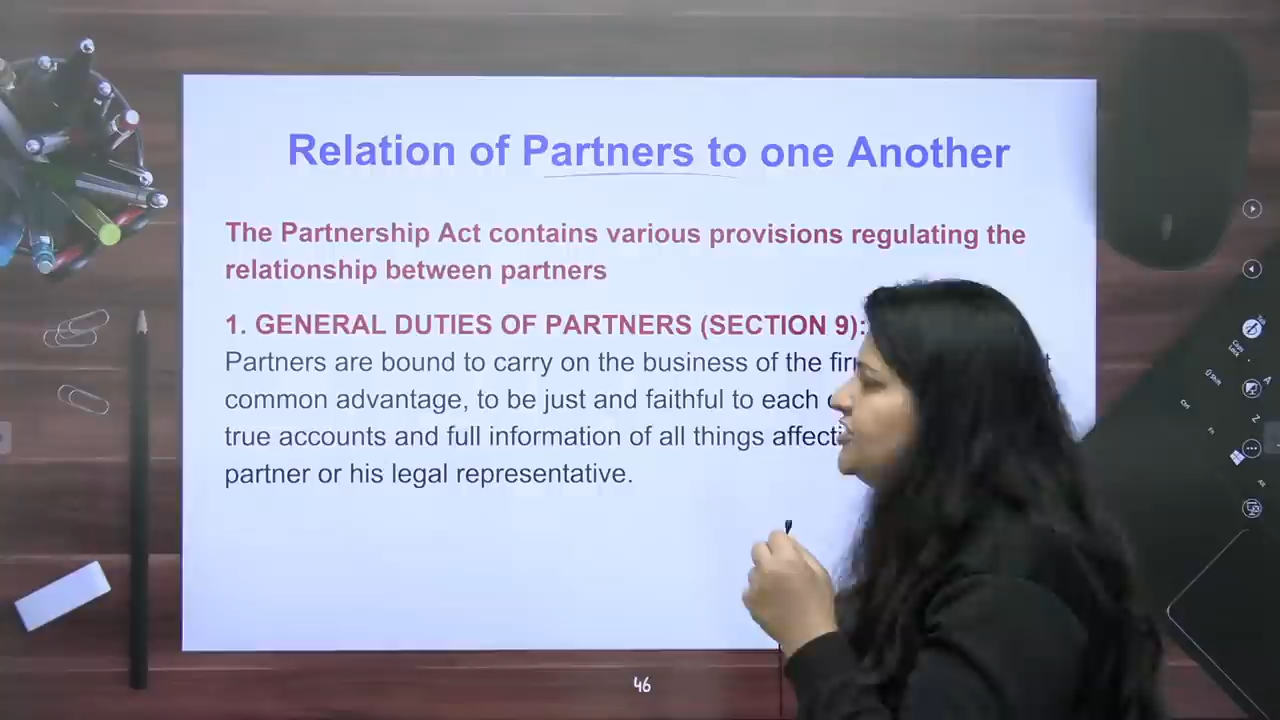 Relation of Partners to one Another
The Partnership Act contains various provisions regulating the
relationship between partners
1. GENERAL DUTIES OF PARTNERS (SECTION 9):
Partners are bound to carry on the business of the
common advantage, to be just and faithful to each
true accounts and full information of all things
partner or his legal representative.
46